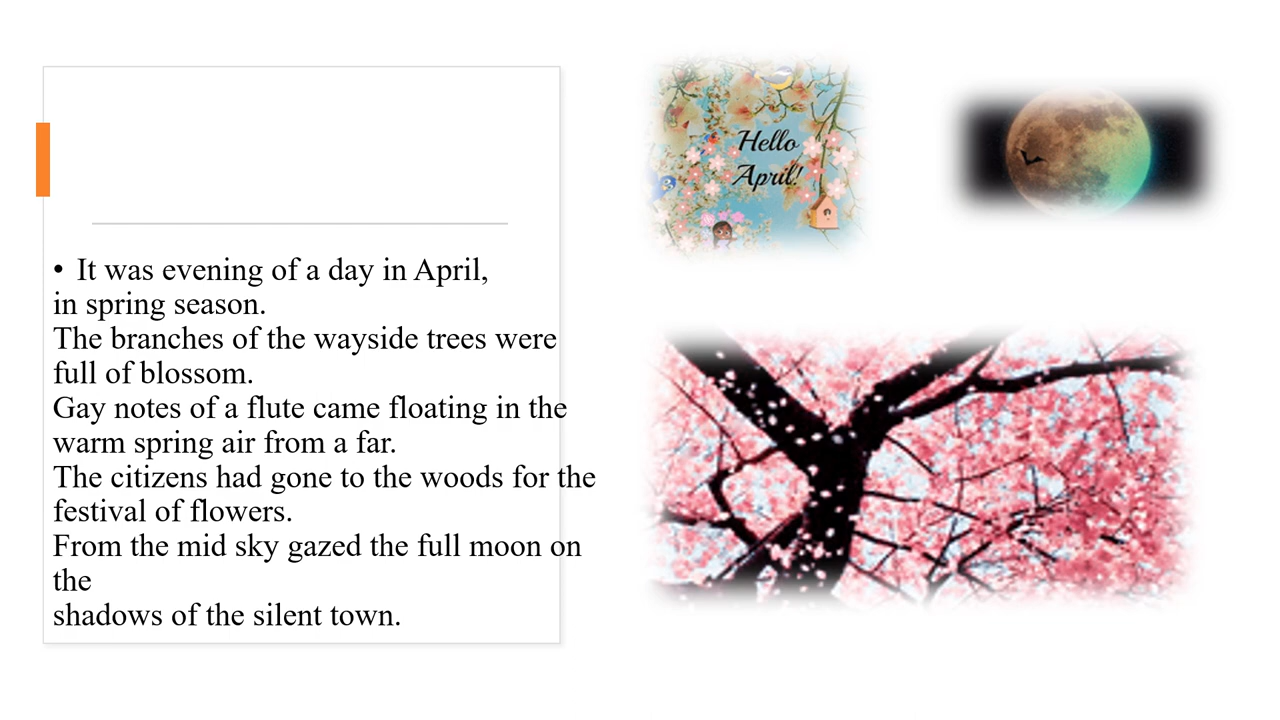 • It was evening of a day in April,
in spring season.
The branches of the wayside trees were
full of blossom.
Gay notes of a flute came floating in the
warm spring air from a far.
The citizens had gone to the woods for the
festival of flowers.
From the mid sky gazed the full moon on
the
shadows of the silent town.
Hello
April!